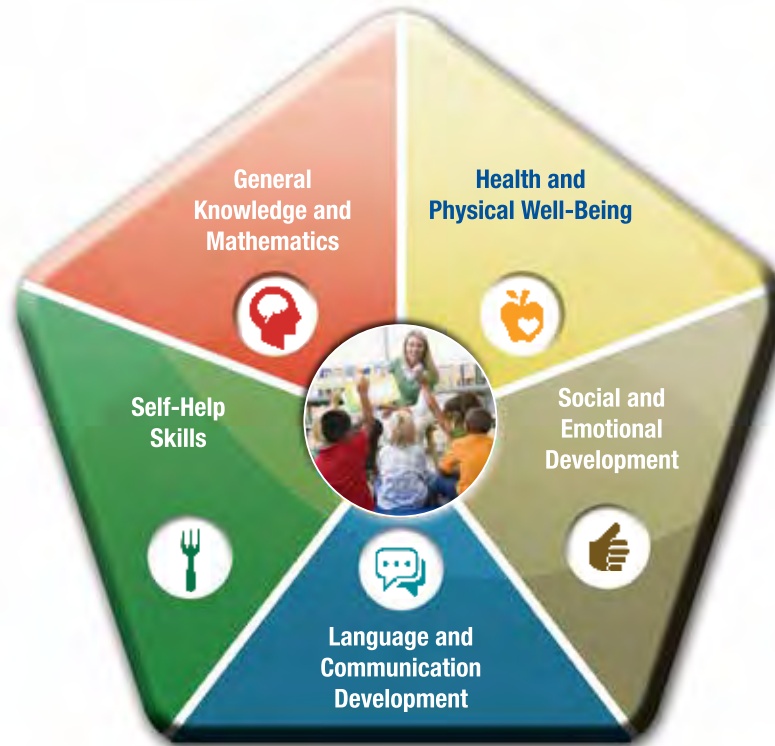 General
Knowledge and
Mathematics
Health and
Physical Well-Being
Self-Help
Skills
Social and
Emotional
Development
Language and
Communication
Development